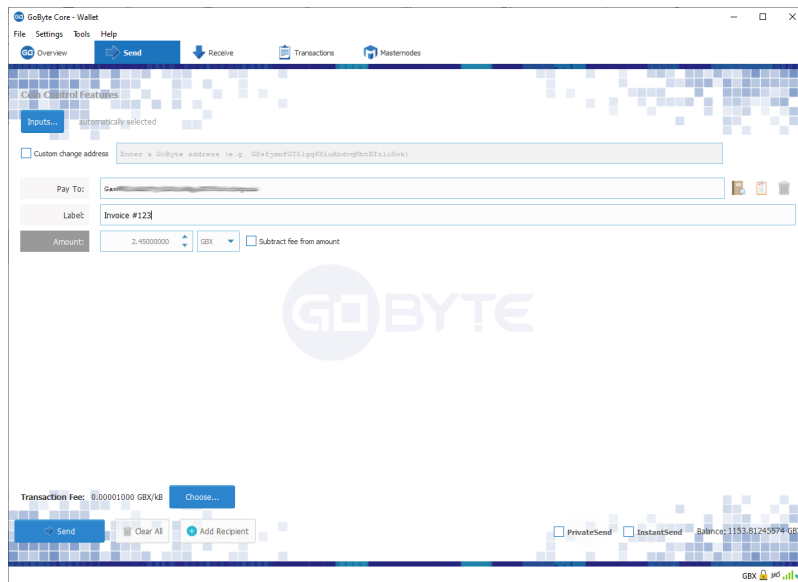 GoByte Core - Wallet
File Settings Tools Help
GO Overview Send Receive Transactions Masternodes
Coin Control Features
Inputs... automatically selected
Custom change address Enter a GoByte address (e.g.
Pay To:
Label: Invoice #123
Amount: 2.45000000 GBX Subtract fee from amount
GOBYTE
Transaction Fee: 0.00001000 GBX/kB Choose...
Send Clear All Add Recipient PrivateSend InstantSend Balance: 1153.81245574 GB
GBX HD